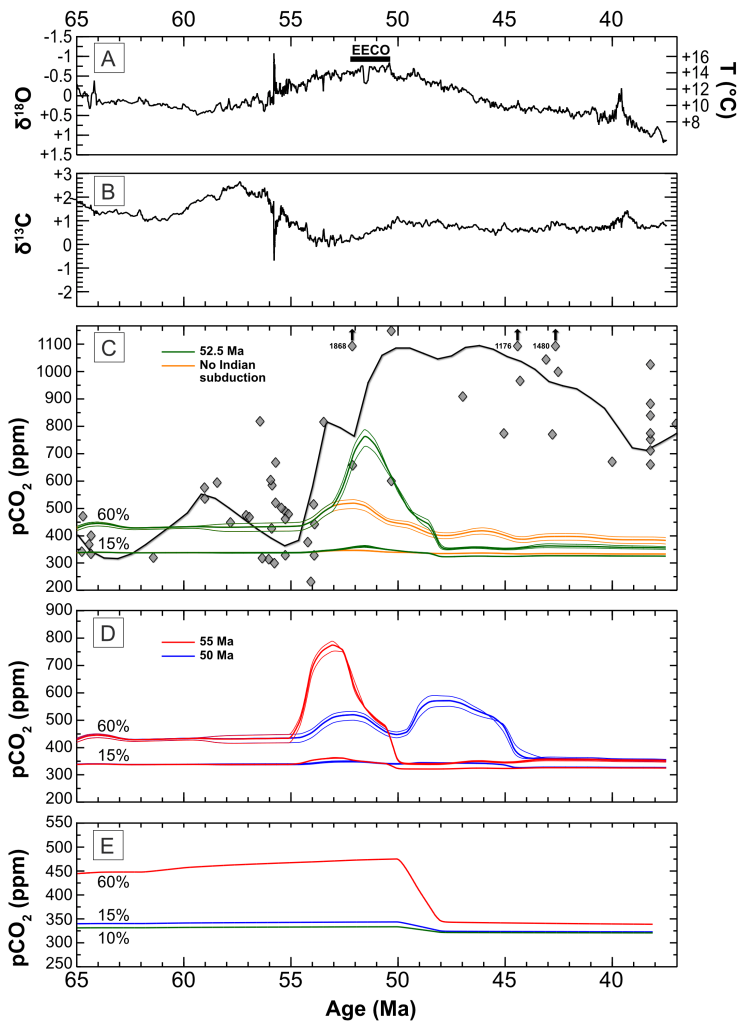 65 60 55 50 45 40
A
EECO
-1.5
-1
-0.5
0
+0.5
+1
+1.5
δ18O
+16
+14
+12
+10
+8
T (°C)
B
+3
+2
+1
0
-1
-2
δ13C
C
52.5 Ma
No Indian
subduction
1868
1176
1480
1100
1000
900
800
700
600
500
400
300
200
pCO2 (ppm)
60%
15%
D
55 Ma
50 Ma
900
800
700
600
500
400
300
200
pCO2 (ppm)
60%
15%
E
550
450
350
250
pCO2 (ppm)
60%
15%
10%
65 60 55 50 45 40
Age (Ma)